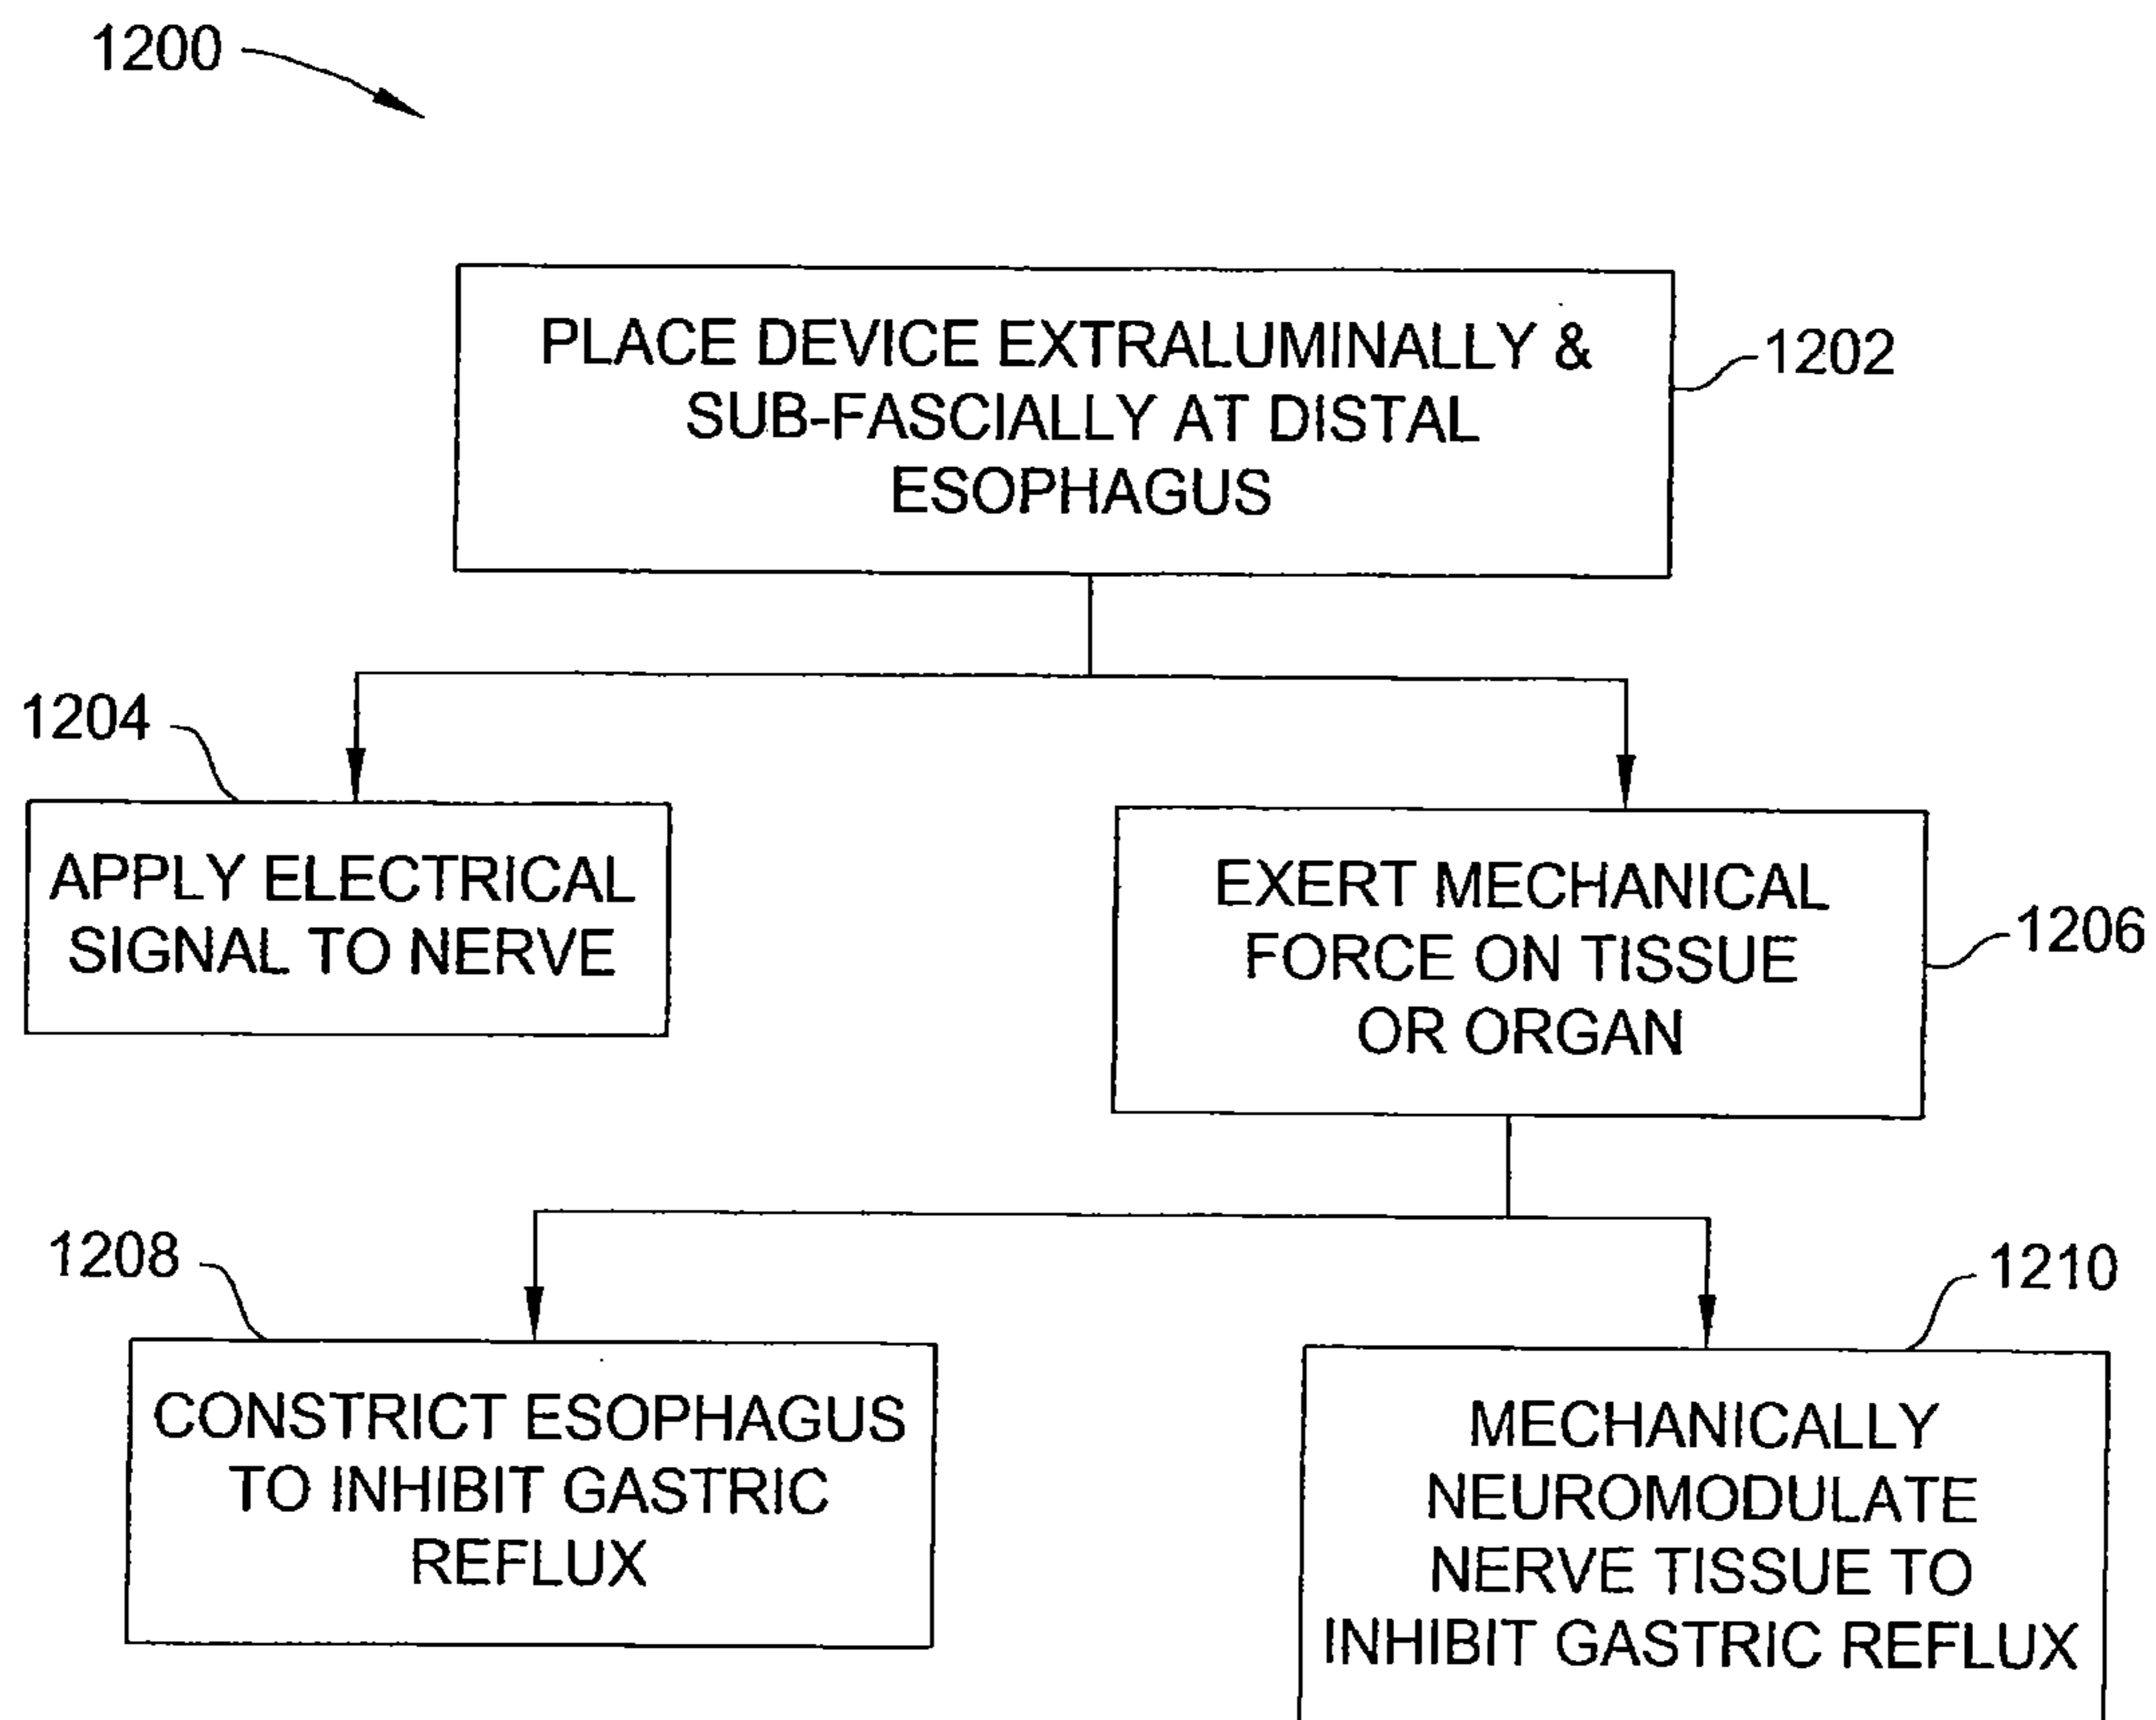 1200
PLACE DEVICE EXTRALUMINALLY &
SUB-FASCIALLY AT DISTAL
ESOPHAGUS
1202
1204
APPLY ELECTRICAL
SIGNAL TO NERVE
EXERT MECHANICAL
FORCE ON TISSUE
OR ORGAN
1206
1208
CONSTRICT ESOPHAGUS
TO INHIBIT GASTRIC
REFLUX
1210
MECHANICALLY
NEUROMODULATE
NERVE TISSUE TO
INHIBIT GASTRIC REFLUX